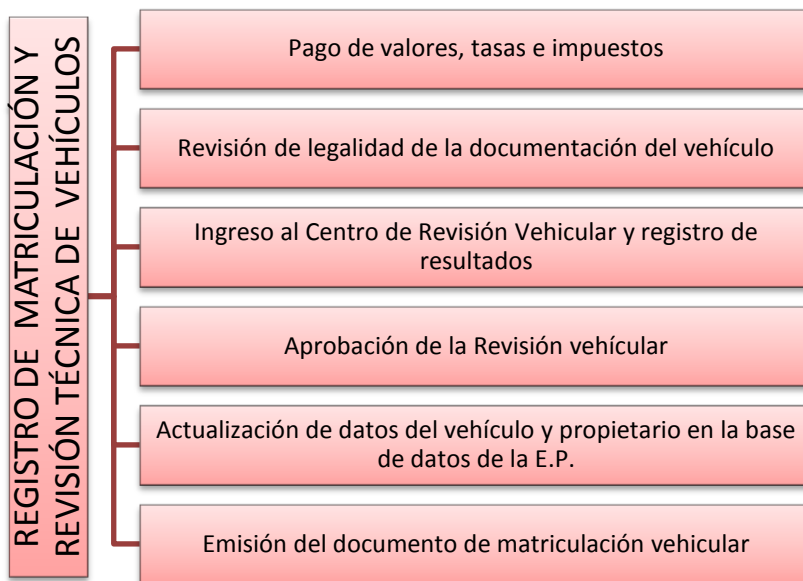 REGISTRO DE MATRICULACIÓN Y
REVISIÓN TÉCNICA DE VEHÍCULOS
Pago de valores, tasas e impuestos
Revisión de legalidad de la documentación del vehículo
Ingreso al Centro de Revisión Vehicular y registro de
resultados
Aprobación de la Revisión vehícular
Actualización de datos del vehículo y propietario en la base
de datos de la E.P.
Emisión del documento de matriculación vehicular